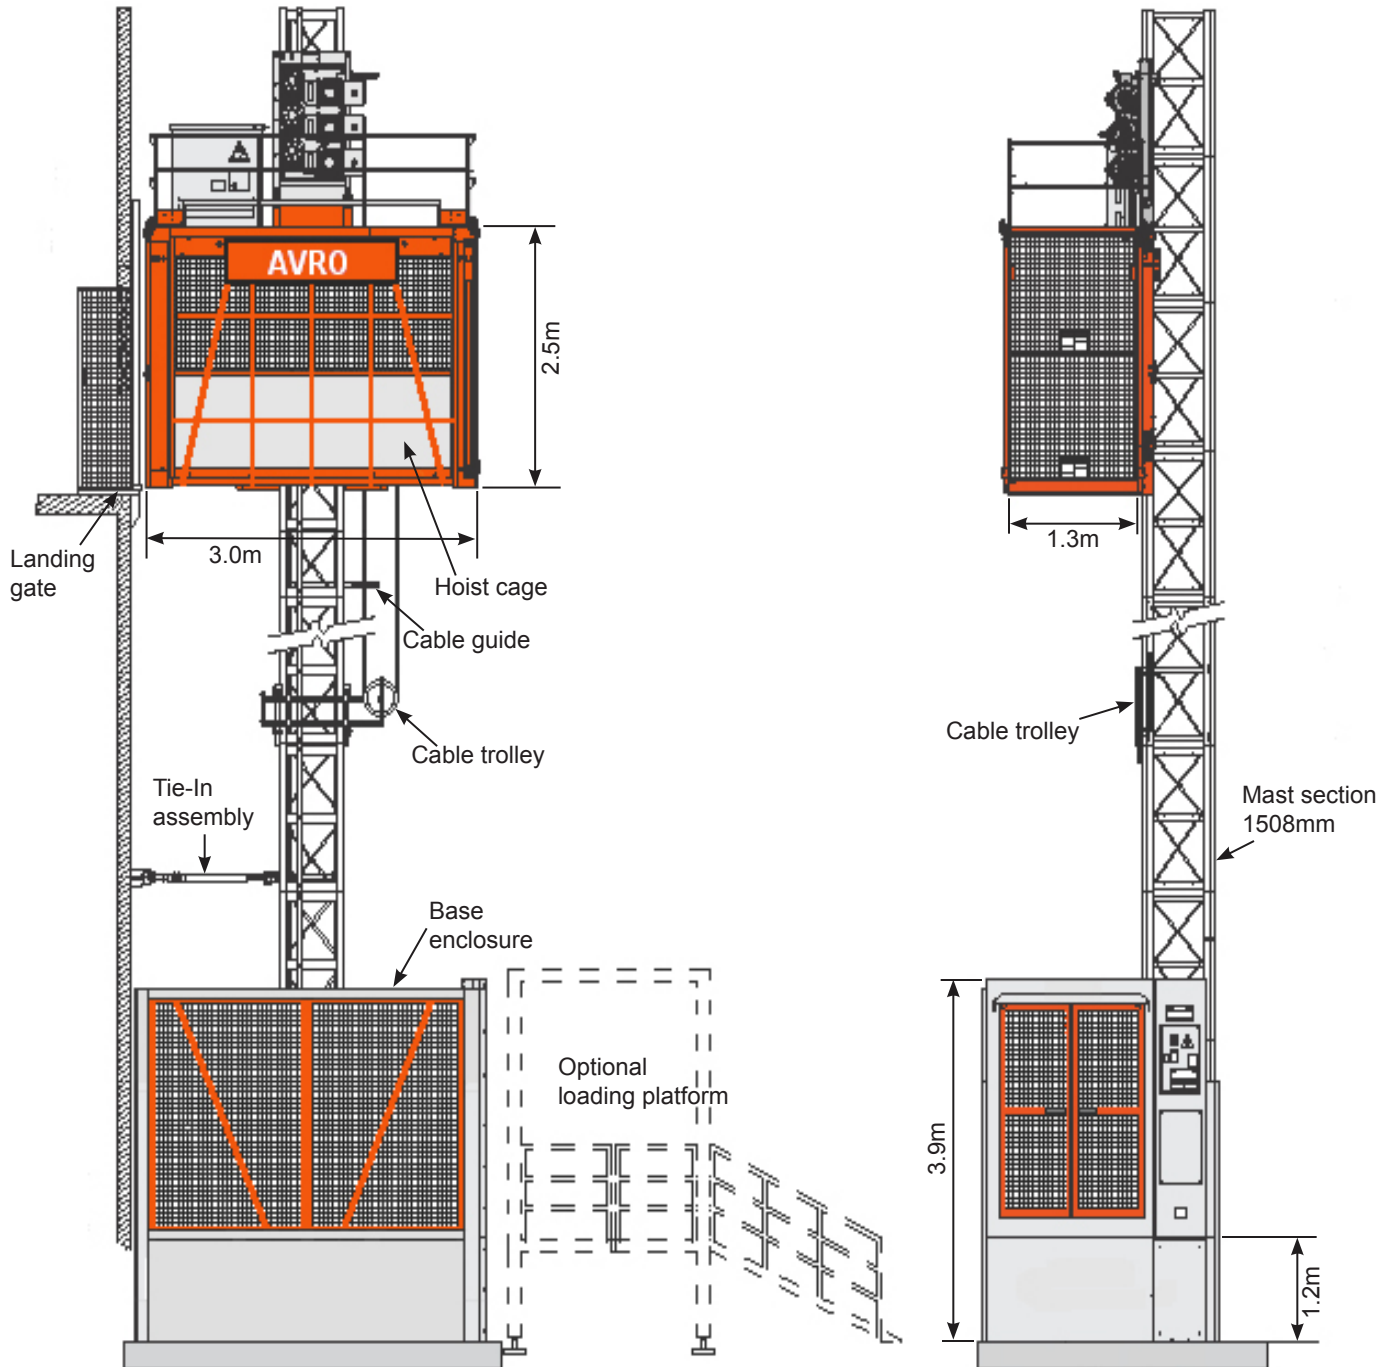 AVRO
2.5m
3.0m
1.3m
Landing
gate
Hoist cage
Cable guide
Cable trolley
Cable trolley
Tie-In
assembly
Mast section
1508mm
Base
enclosure
Optional
loading platform
3.9m
1.2m